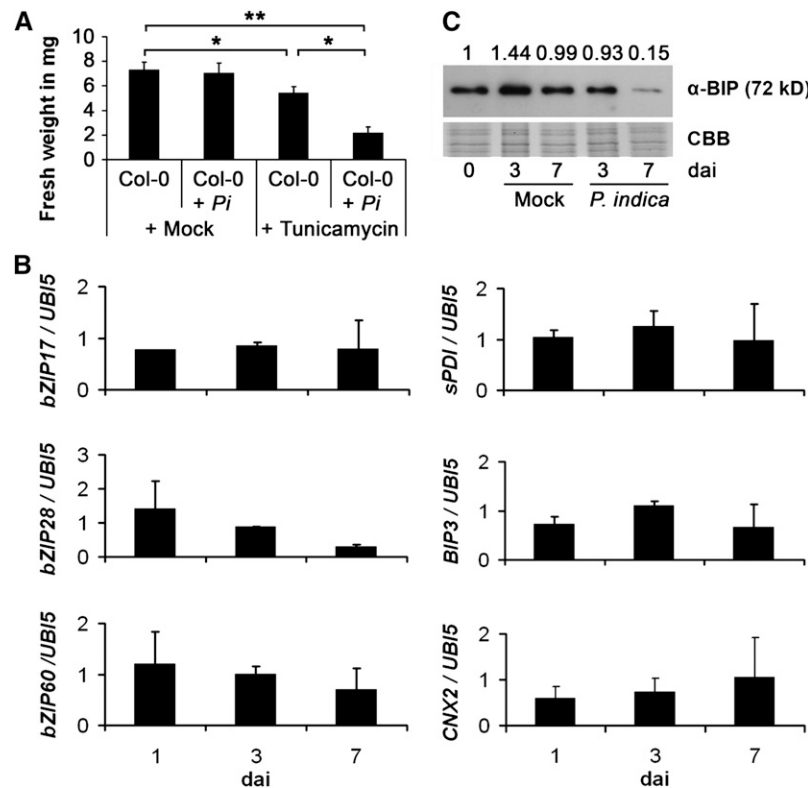 A
Fresh weight in mg
10
8
6
4
2
0
**
*
*
Col-0
Col-0 + Pi
Col-0
Col-0 + Pi
+ Mock
+ Tunicamycin
C
1 1.44 0.99 0.93 0.15
α-BIP (72 kD)
CBB
0 3 7 3 7 dai
Mock P. indica
B
bZIP17 / UBI5
2
1
0
sPDI / UBI5
2
1
0
bZIP28 / UBI5
3
2
1
0
BIP3 / UBI5
2
1
0
bZIP60 /UBI5
2
1
0
1 3 7
dai
CNX2 / UBI5
2
1
0
1 3 7
dai